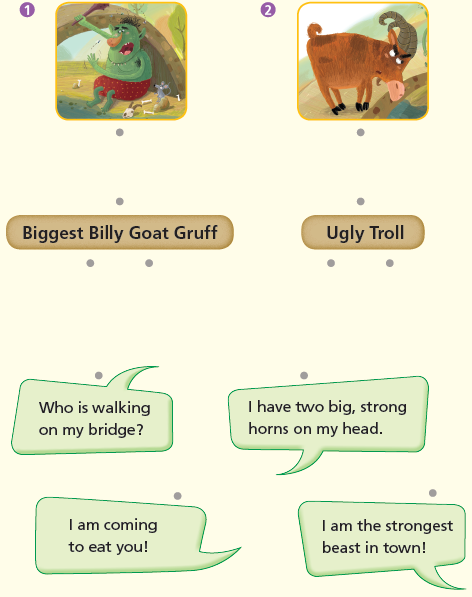 1
2
Biggest Billy Goat Gruff
Ugly Troll
Who is walking
on my bridge?
I have two big, strong
horns on my head.
I am coming
to eat you!
I am the strongest
beast in town!